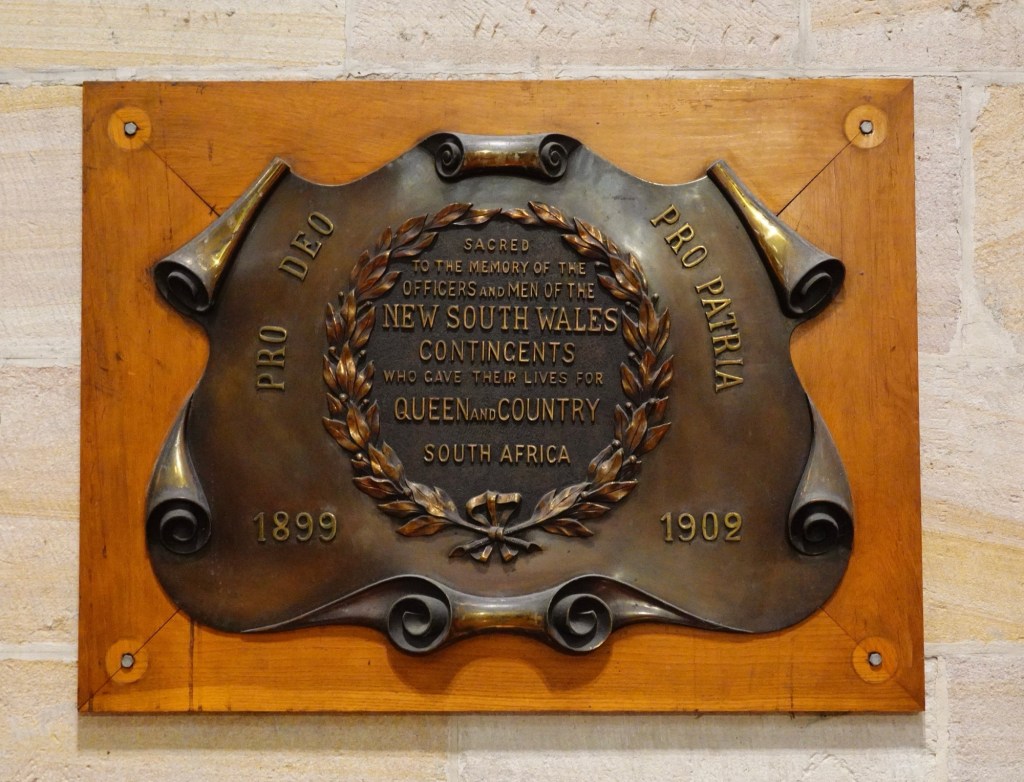 PRO DEO
PRO PATRIA
SACRED
TO THE MEMORY OF THE
OFFICERS AND MEN OF THE
NEW SOUTH WALES
CONTINGENTS
WHO GAVE THEIR LIVES FOR
QUEEN AND COUNTRY
SOUTH AFRICA
1899
1902